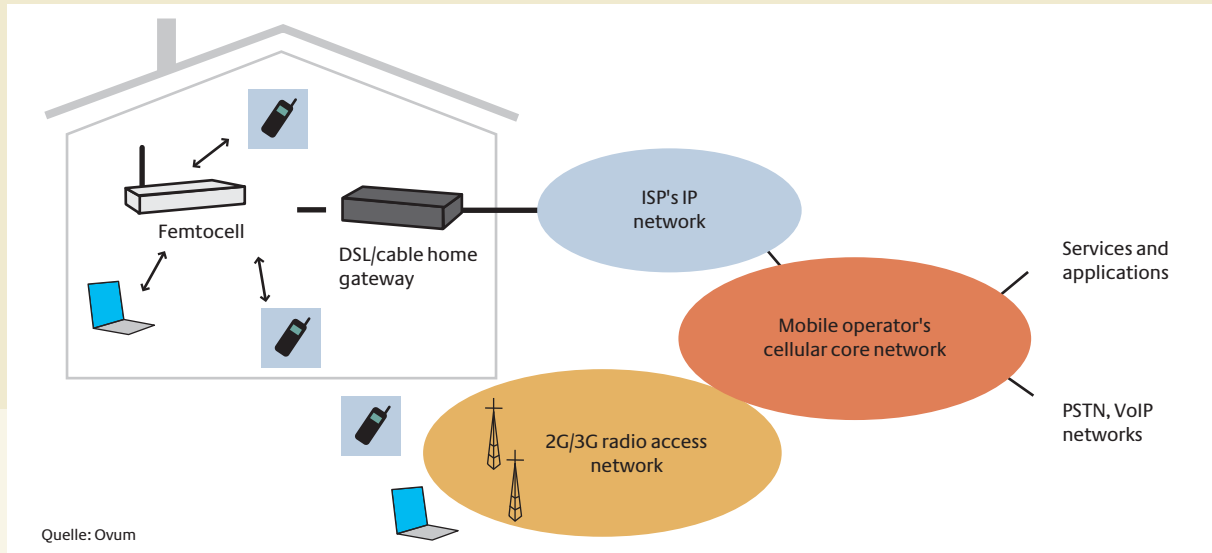 Femtocell
DSL/cable home
gateway
ISP's IP
network
Services and
applications
Mobile operator's
cellular core network
PSTN, VoIP
networks
2G/3G radio access
network
Quelle: Ovum